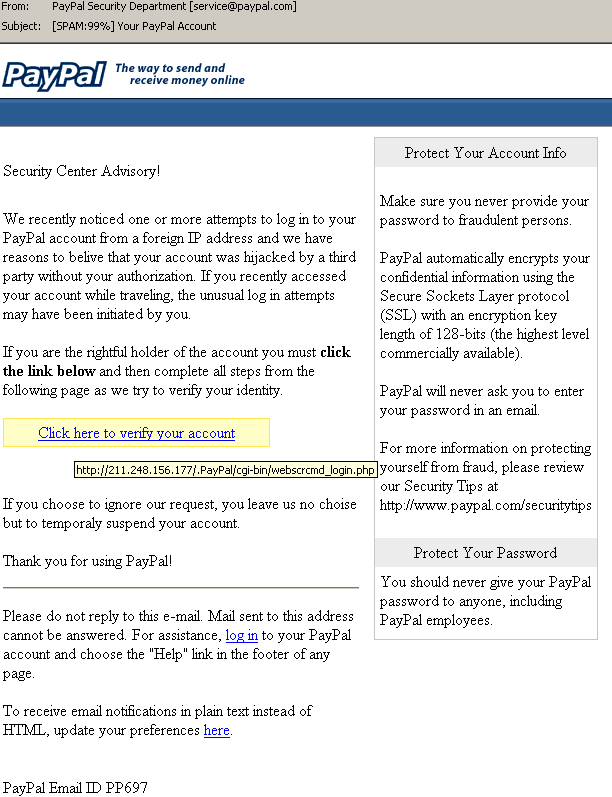 From: PayPal Security Department [service@paypal.com]
Subject: [SPAM:99%] Your PayPal Account
PayPal The way to send and
receive money online
Security Center Advisory!
We recently noticed one or more attempts to log in to your
PayPal account from a foreign IP address and we have
reasons to belive that your account was hijacked by a third
party without your authorization. If you recently accessed
your account while traveling, the unusual log in attempts
may have been initiated by you.
If you are the rightful holder of the account you must click
the link below and then complete all steps from the
following page as we try to verify your identity.
Click here to verify your account
http://211.248.156.177/.PayPal/cgi-bin/webscrcmd_login.php
If you choose to ignore our request, you leave us no choise
but to temporaly suspend your account.
Thank you for using PayPal!
Please do not reply to this e-mail. Mail sent to this address
cannot be answered. For assistance, log in to your PayPal
account and choose the "Help" link in the footer of any
page.
To receive email notifications in plain text instead of
HTML, update your preferences here.
PayPal Email ID PP697
Protect Your Account Info
Make sure you never provide your
password to fraudulent persons.
PayPal automatically encrypts your
confidential information using the
Secure Sockets Layer protocol
(SSL) with an encryption key
length of 128-bits (the highest level
commercially available).
PayPal will never ask you to enter
your password in an email.
For more information on protecting
yourself from fraud, please review
our Security Tips at
http://www.paypal.com/securitytips
Protect Your Password
You should never give your PayPal
password to anyone, including
PayPal employees.